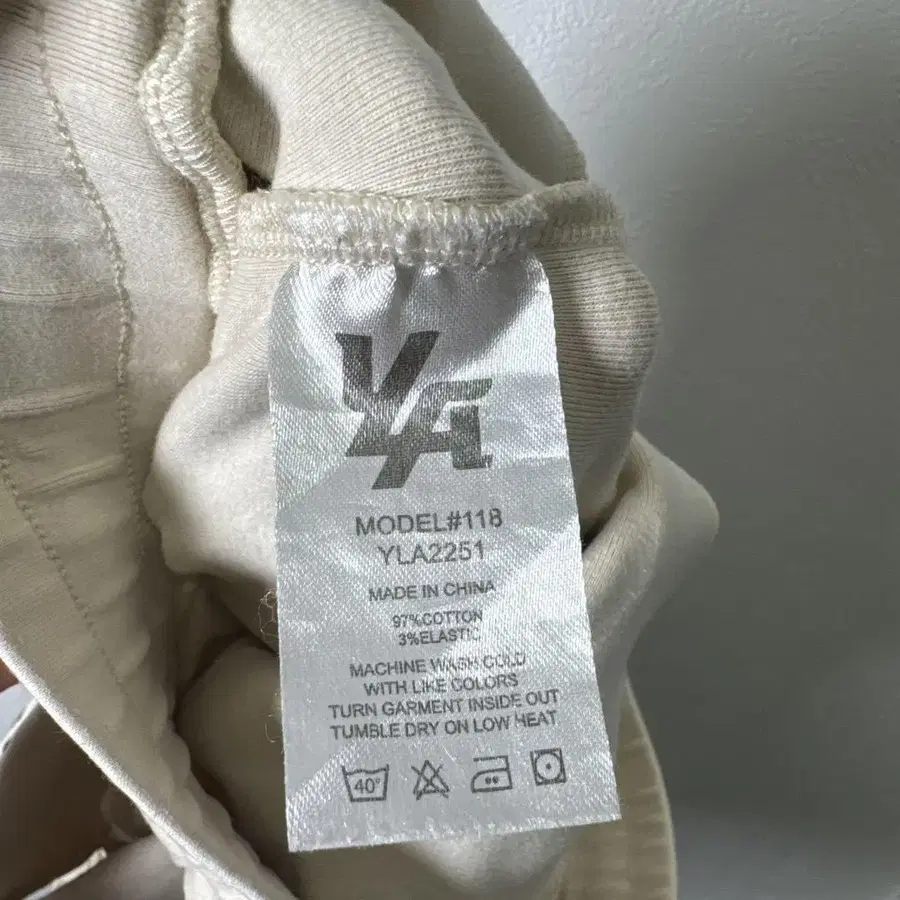 YLA
MODEL#118
YLA2251
MADE IN CHINA
97%COTTON
3%ELASTIC
MACHINE WASH COLD
WITH LIKE COLORS
TURN GARMENT INSIDE OUT
TUMBLE DRY ON LOW HEAT
40°